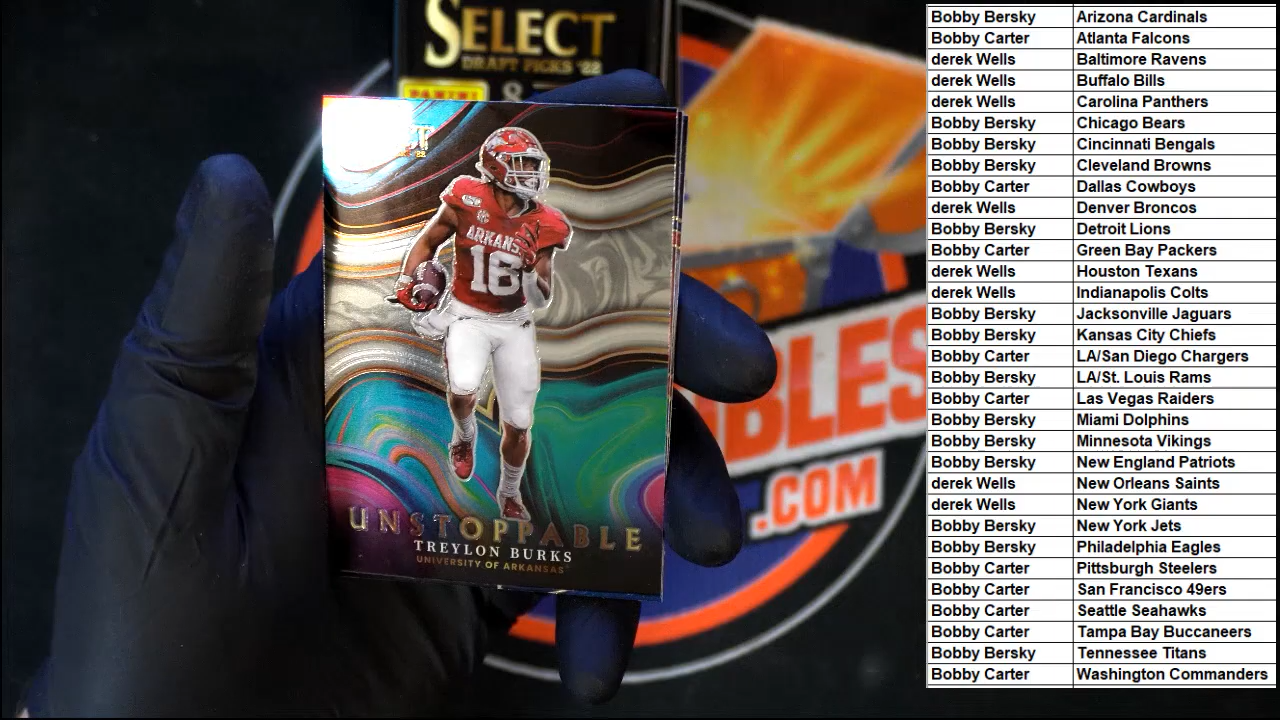 SELECT
DRAFT PICKS '22
PANINI
8
ARKANSAS
16
UNSTOPPABLE
TREYLON BURKS
UNIVERSITY OF ARKANSAS
.COM
Bobby Bersky Arizona Cardinals
Bobby Carter Atlanta Falcons
derek Wells Baltimore Ravens
derek Wells Buffalo Bills
derek Wells Carolina Panthers
Bobby Bersky Chicago Bears
Bobby Bersky Cincinnati Bengals
Bobby Bersky Cleveland Browns
Bobby Carter Dallas Cowboys
derek Wells Denver Broncos
Bobby Bersky Detroit Lions
Bobby Carter Green Bay Packers
derek Wells Houston Texans
derek Wells Indianapolis Colts
Bobby Bersky Jacksonville Jaguars
Bobby Bersky Kansas City Chiefs
Bobby Carter LA/San Diego Chargers
Bobby Bersky LA/St. Louis Rams
Bobby Carter Las Vegas Raiders
Bobby Bersky Miami Dolphins
Bobby Bersky Minnesota Vikings
Bobby Bersky New England Patriots
derek Wells New Orleans Saints
derek Wells New York Giants
Bobby Bersky New York Jets
Bobby Bersky Philadelphia Eagles
Bobby Carter Pittsburgh Steelers
Bobby Carter San Francisco 49ers
Bobby Carter Seattle Seahawks
Bobby Carter Tampa Bay Buccaneers
Bobby Bersky Tennessee Titans
Bobby Carter Washington Commanders